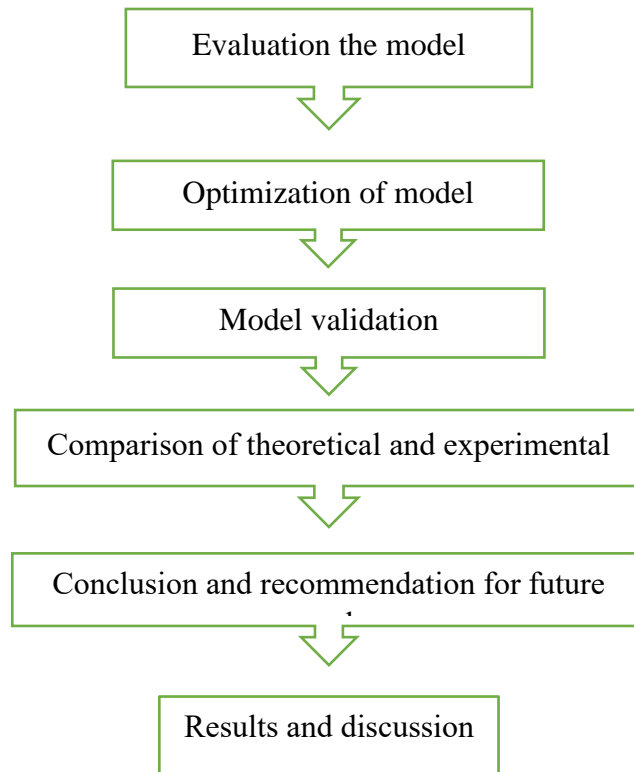 Evaluation the model
Optimization of model
Model validation
Comparison of theoretical and experimental
Conclusion and recommendation for future
Results and discussion